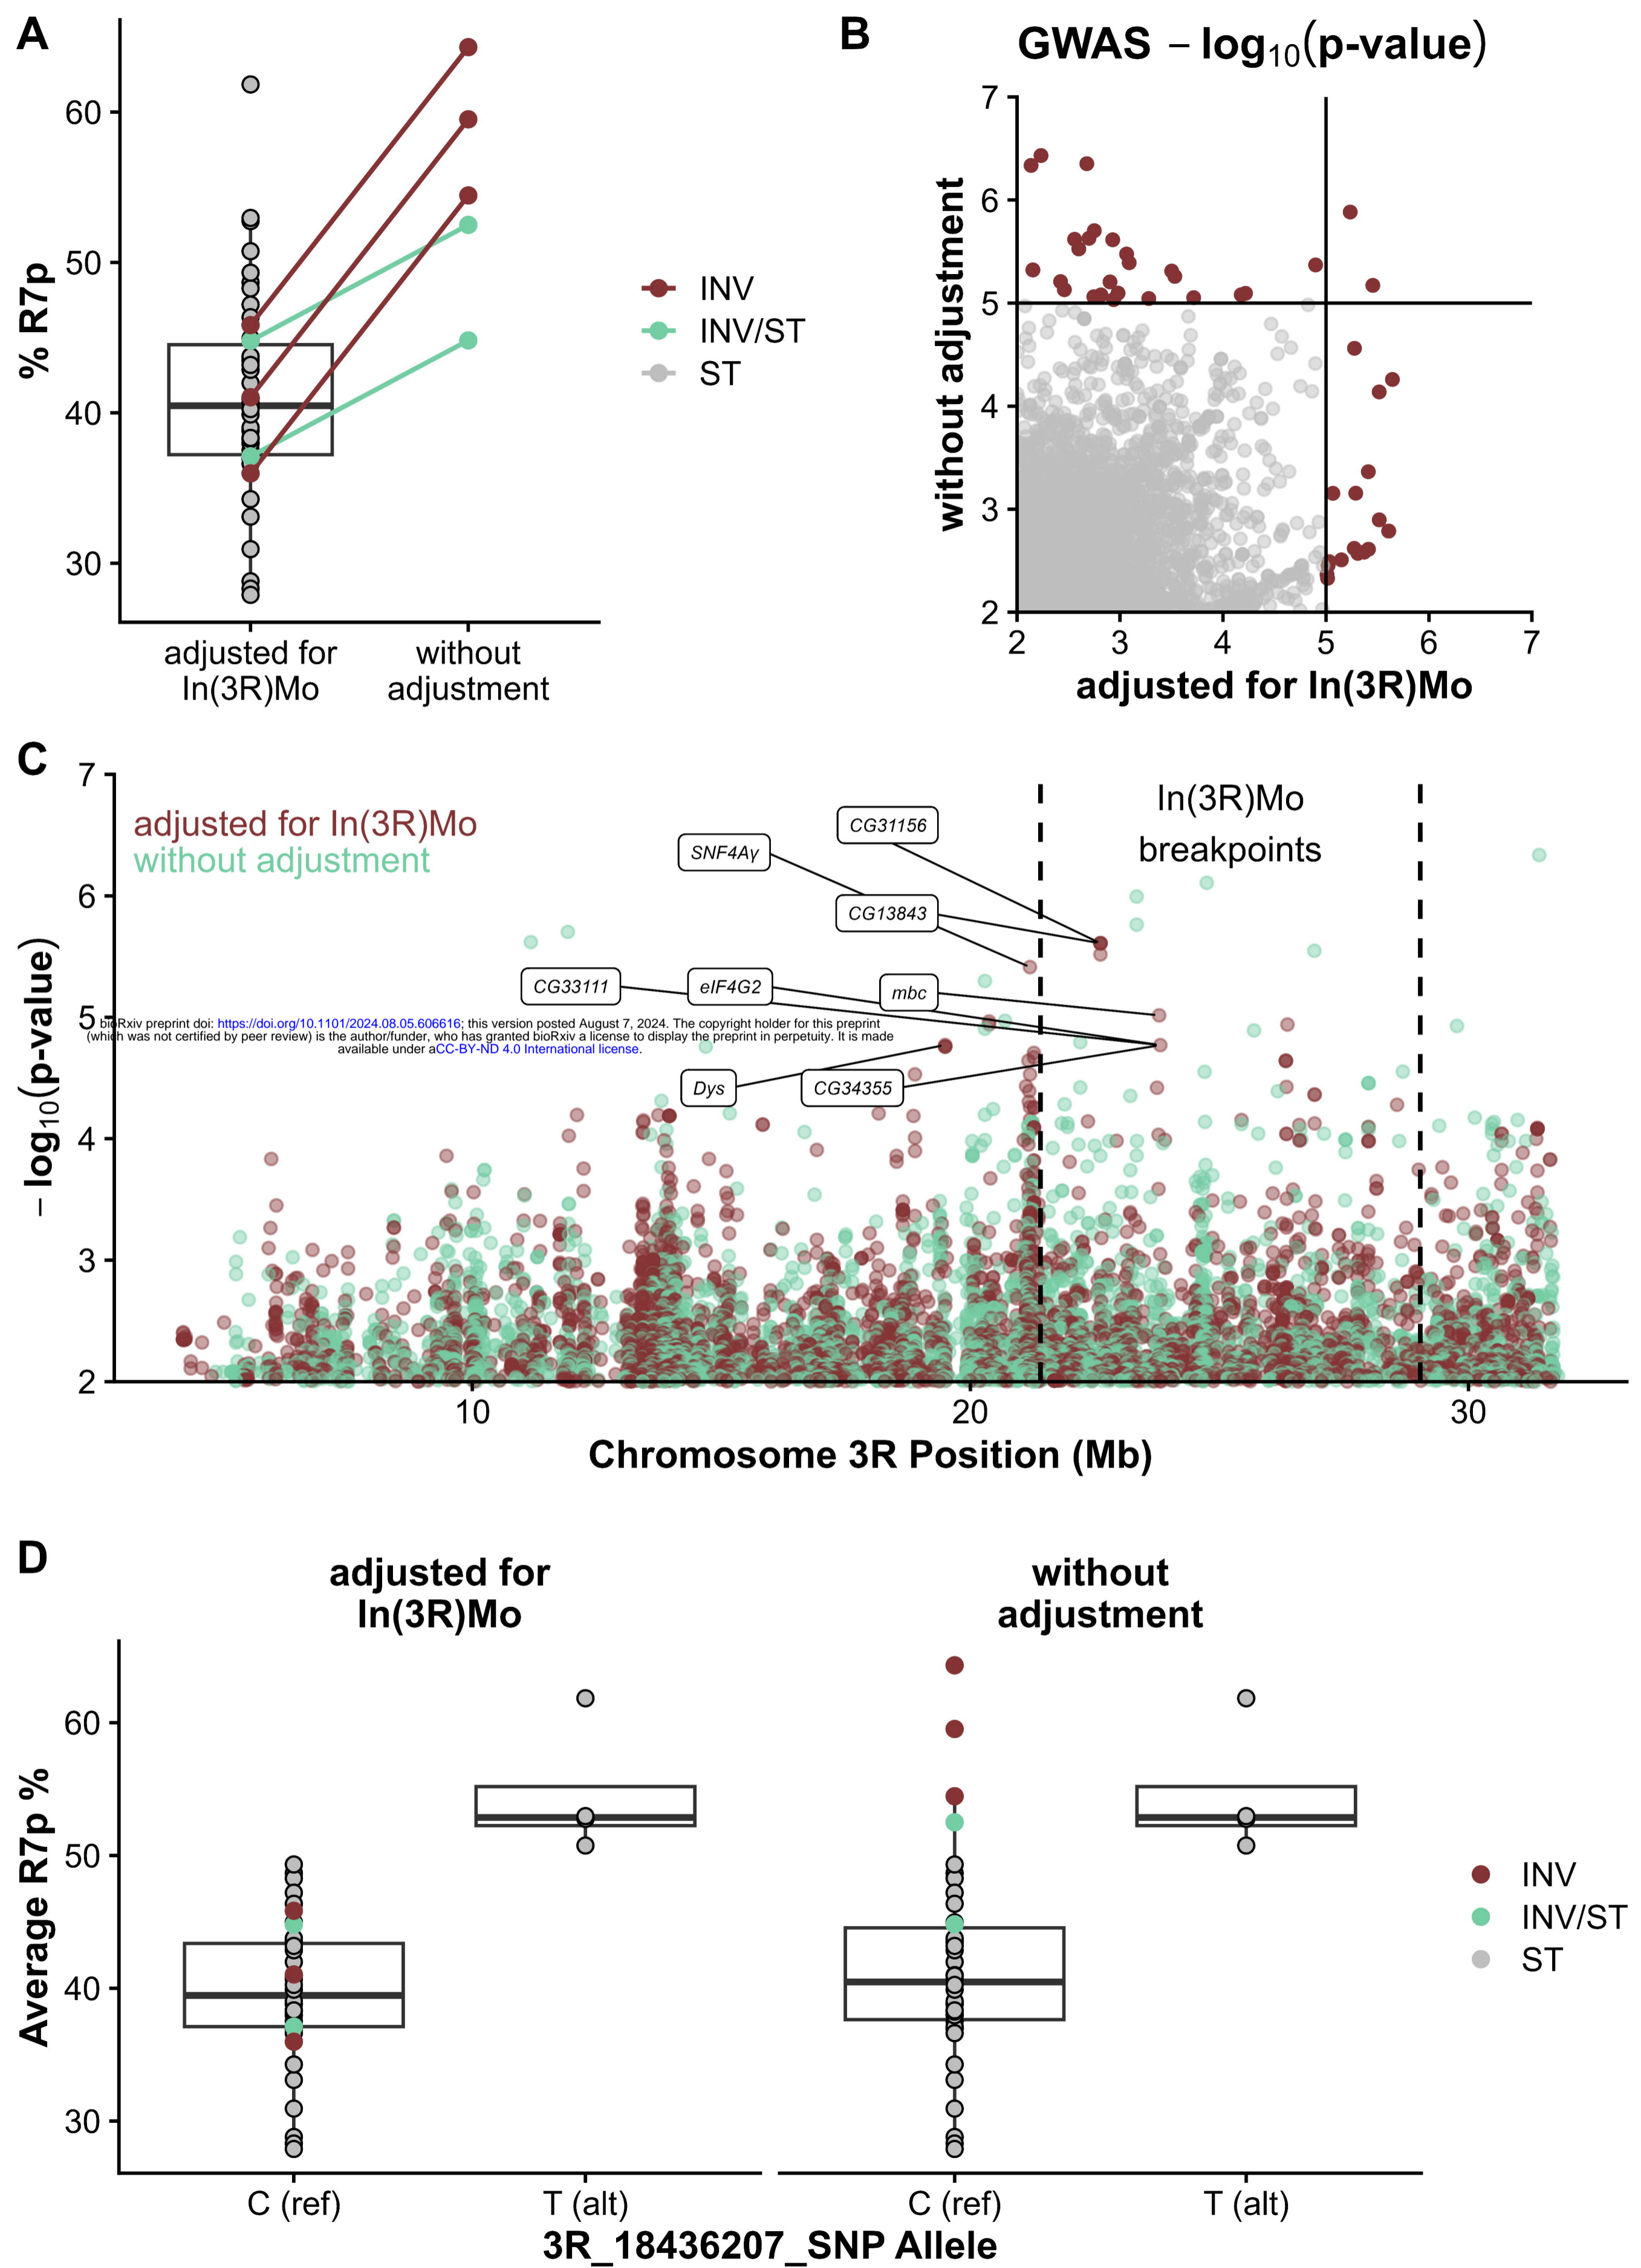 A
60
50
40
30
% R7p
adjusted for
In(3R)Mo
without
adjustment
INV
INV/ST
ST
B
GWAS − log10(p-value)
7
6
5
4
3
2
without adjustment
2 3 4 5 6 7
adjusted for In(3R)Mo
C
7
6
5
4
3
2
− log10(p-value)
adjusted for In(3R)Mo
without adjustment
In(3R)Mo
breakpoints
CG31156
SNF4Aγ
CG13843
CG33111
eIF4G2
mbc
bioRxiv preprint doi: https://doi.org/10.1101/2024.08.05.606616; this version posted August 7, 2024. The copyright holder for this preprint
(which was not certified by peer review) is the author/funder, who has granted bioRxiv a license to display the preprint in perpetuity. It is made
available under aCC-BY-ND 4.0 International license.
Dys
CG34355
10 20 30
Chromosome 3R Position (Mb)
D
adjusted for
In(3R)Mo
without
adjustment
60
50
40
30
Average R7p %
INV
INV/ST
ST
C (ref) T (alt) C (ref) T (alt)
3R_18436207_SNP Allele